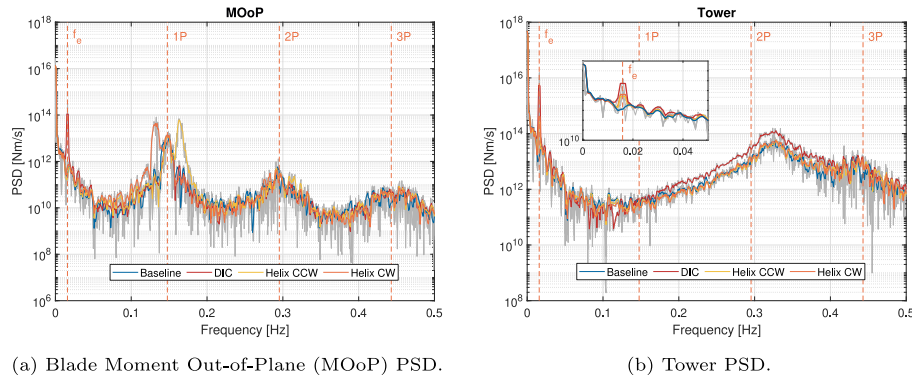 MOoP
10^18
10^16
10^14
10^12
10^10
10^8
10^6
PSD [Nm/s]
f_e
1P
2P
3P
Baseline DIC Helix CCW Helix CW
0 0.1 0.2 0.3 0.4 0.5
Frequency [Hz]
(a) Blade Moment Out-of-Plane (MOoP) PSD.
Tower
10^18
10^16
10^14
10^12
10^10
10^8
PSD [Nm/s]
f_e
1P
2P
3P
f_e
10^10
0 0.02 0.04
Baseline DIC Helix CCW Helix CW
0 0.1 0.2 0.3 0.4 0.5
Frequency [Hz]
(b) Tower PSD.